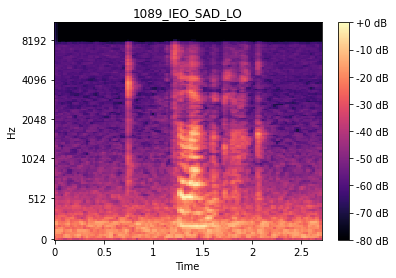 1089_IEO_SAD_LO
8192
4096
2048
1024
512
0
Hz
0 0.5 1 1.5 2 2.5
Time
+0 dB
-10 dB
-20 dB
-30 dB
-40 dB
-50 dB
-60 dB
-70 dB
-80 dB